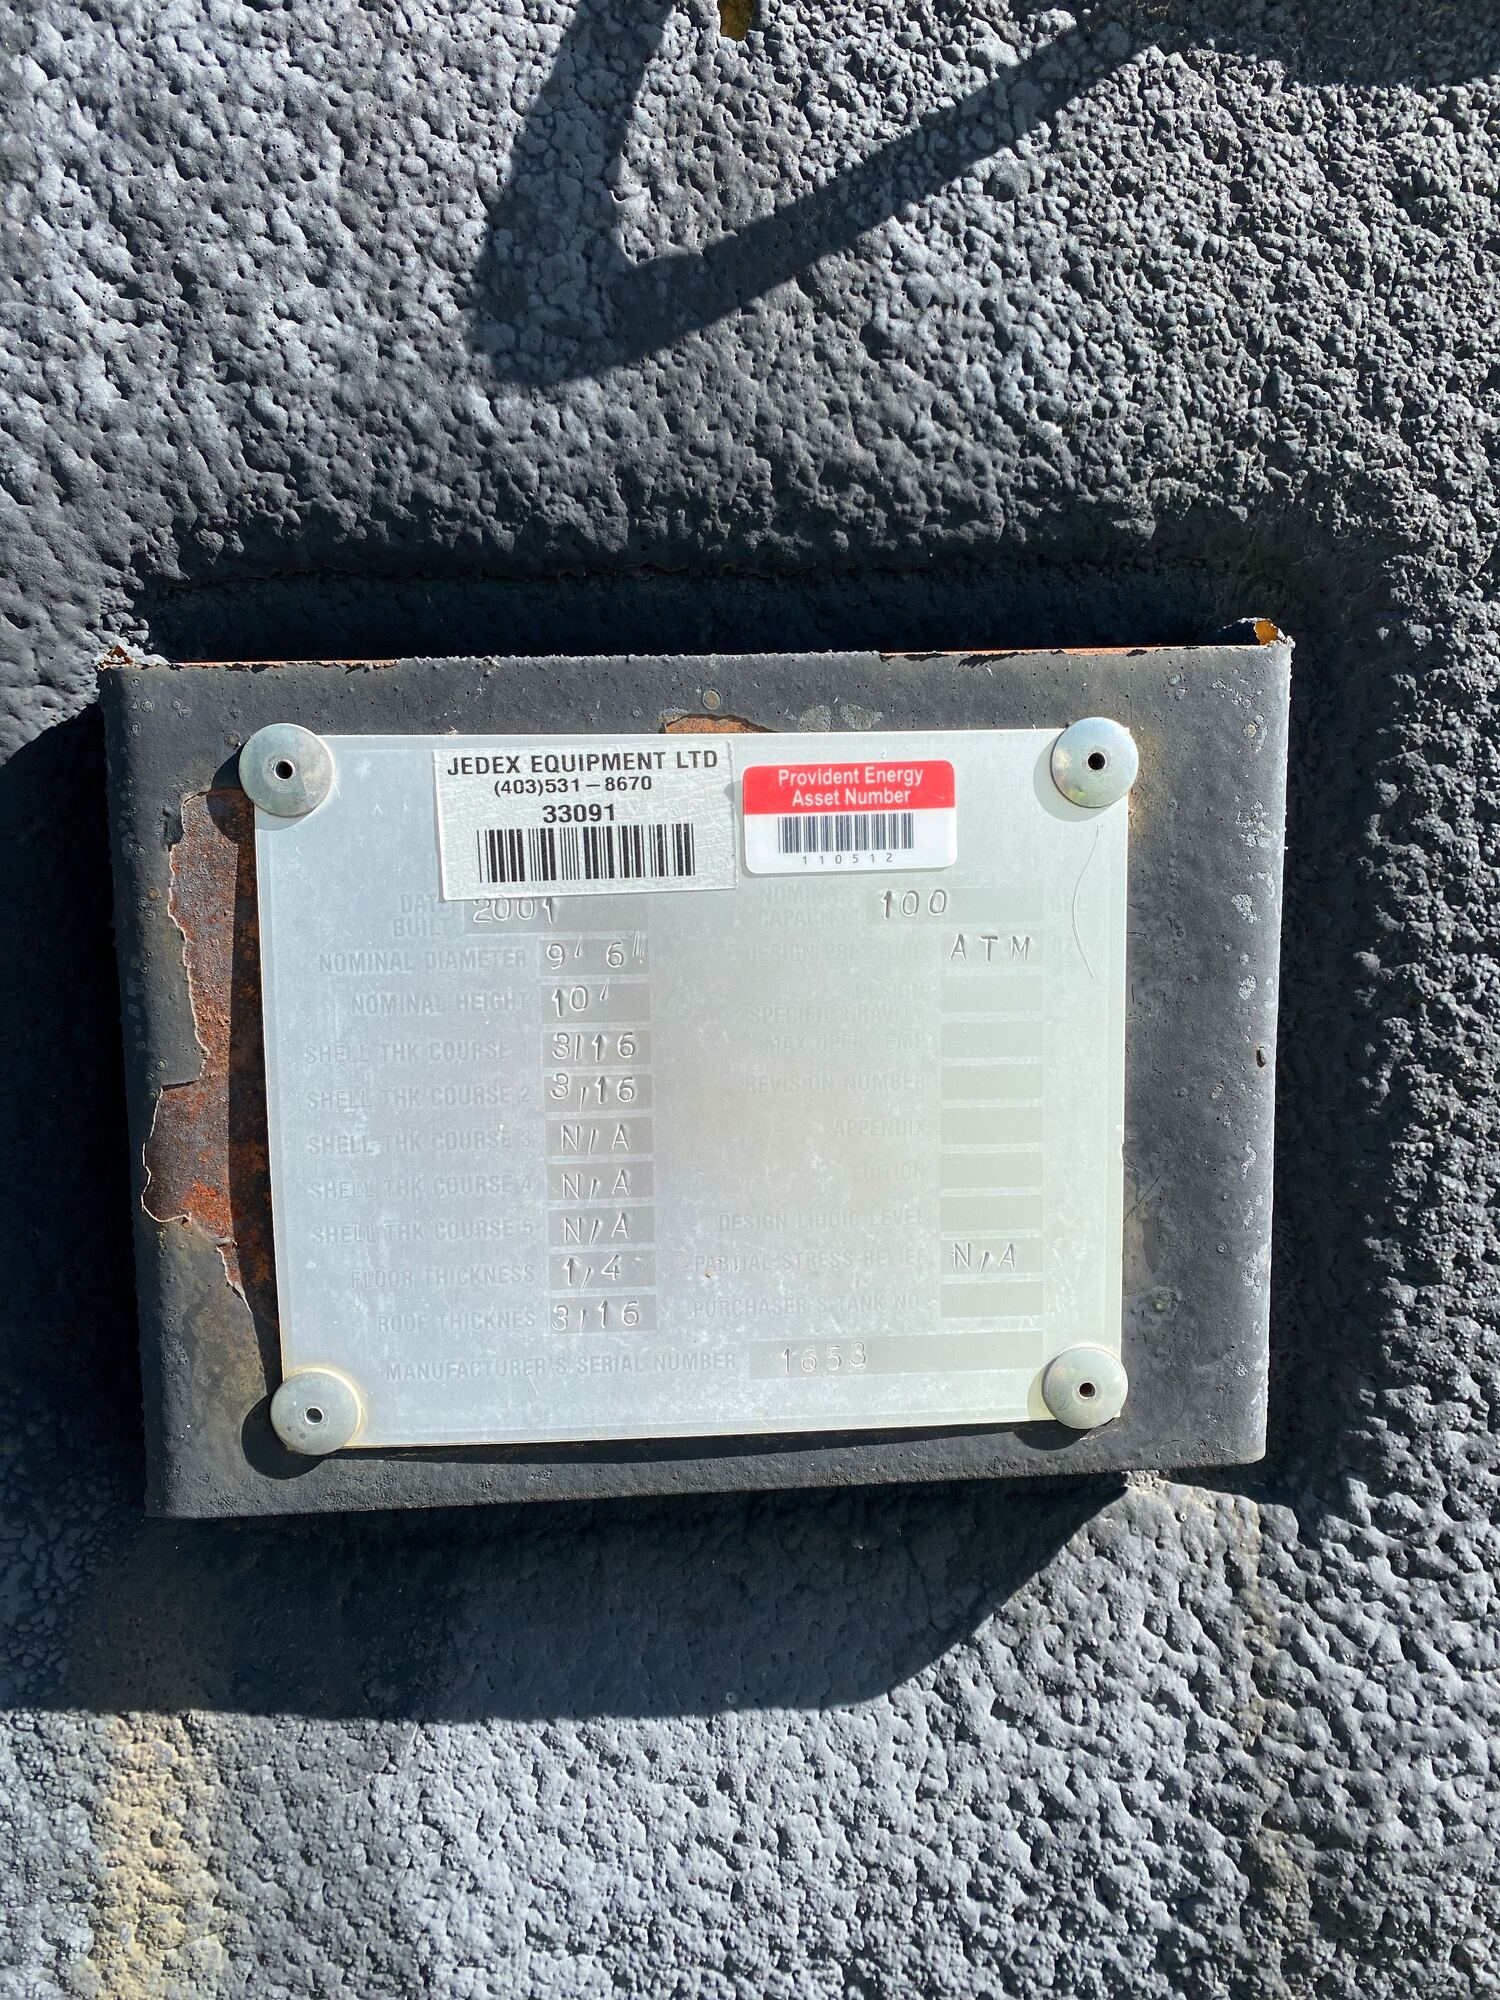 JEDEX EQUIPMENT LTD
(403)531-8670
33091
Provident Energy
Asset Number
110512
DATE BUILT 2001
NOMINAL CAPACITY 100 BBL
NOMINAL DIAMETER 9' 6"
DESIGN PRESSURE ATM OZ
NOMINAL HEIGHT 10'
DESIGN SPECIFIC GRAVITY
SHELL THK COURSE 1 3/16
MAX OPER TEMP
SHELL THK COURSE 2 3/16
REVISION NUMBER
SHELL THK COURSE 3 N/A
APPENDIX
SHELL THK COURSE 4 N/A
EDITION
SHELL THK COURSE 5 N/A
DESIGN LIQUID LEVEL
FLOOR THICKNESS 1/4
PARTIAL STRESS RELIEF N/A
ROOF THICKNES 3/16
PURCHASER'S TANK NO.
MANUFACTURER'S SERIAL NUMBER 1653